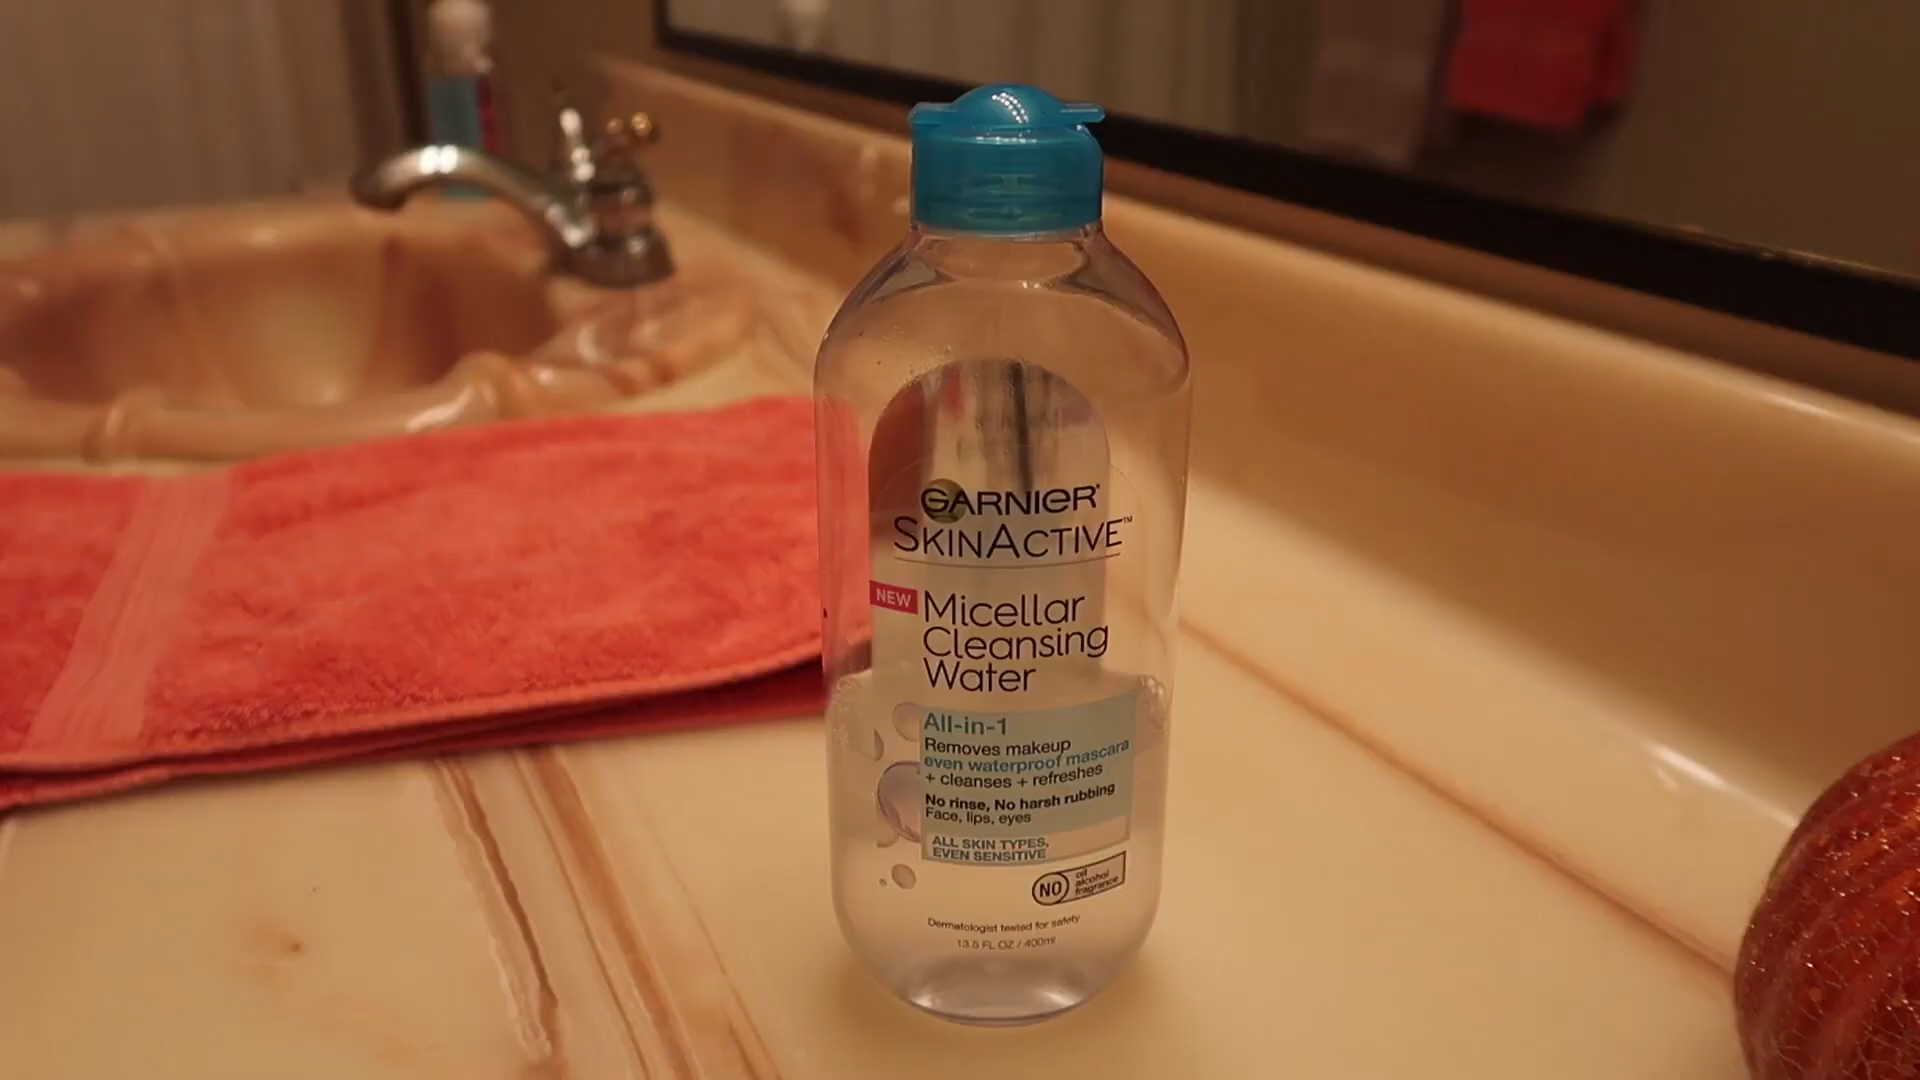 GARNIER®
SKINACTIVE™
NEW
Micellar
Cleansing
Water
All-in-1
Removes makeup
even waterproof mascara
+ cleanses + refreshes
No rinse, No harsh rubbing
Face, lips, eyes
ALL SKIN TYPES,
EVEN SENSITIVE
NO
oil
alcohol
fragrance
Dermatologist tested for safety
13.5 FL OZ / 400ml